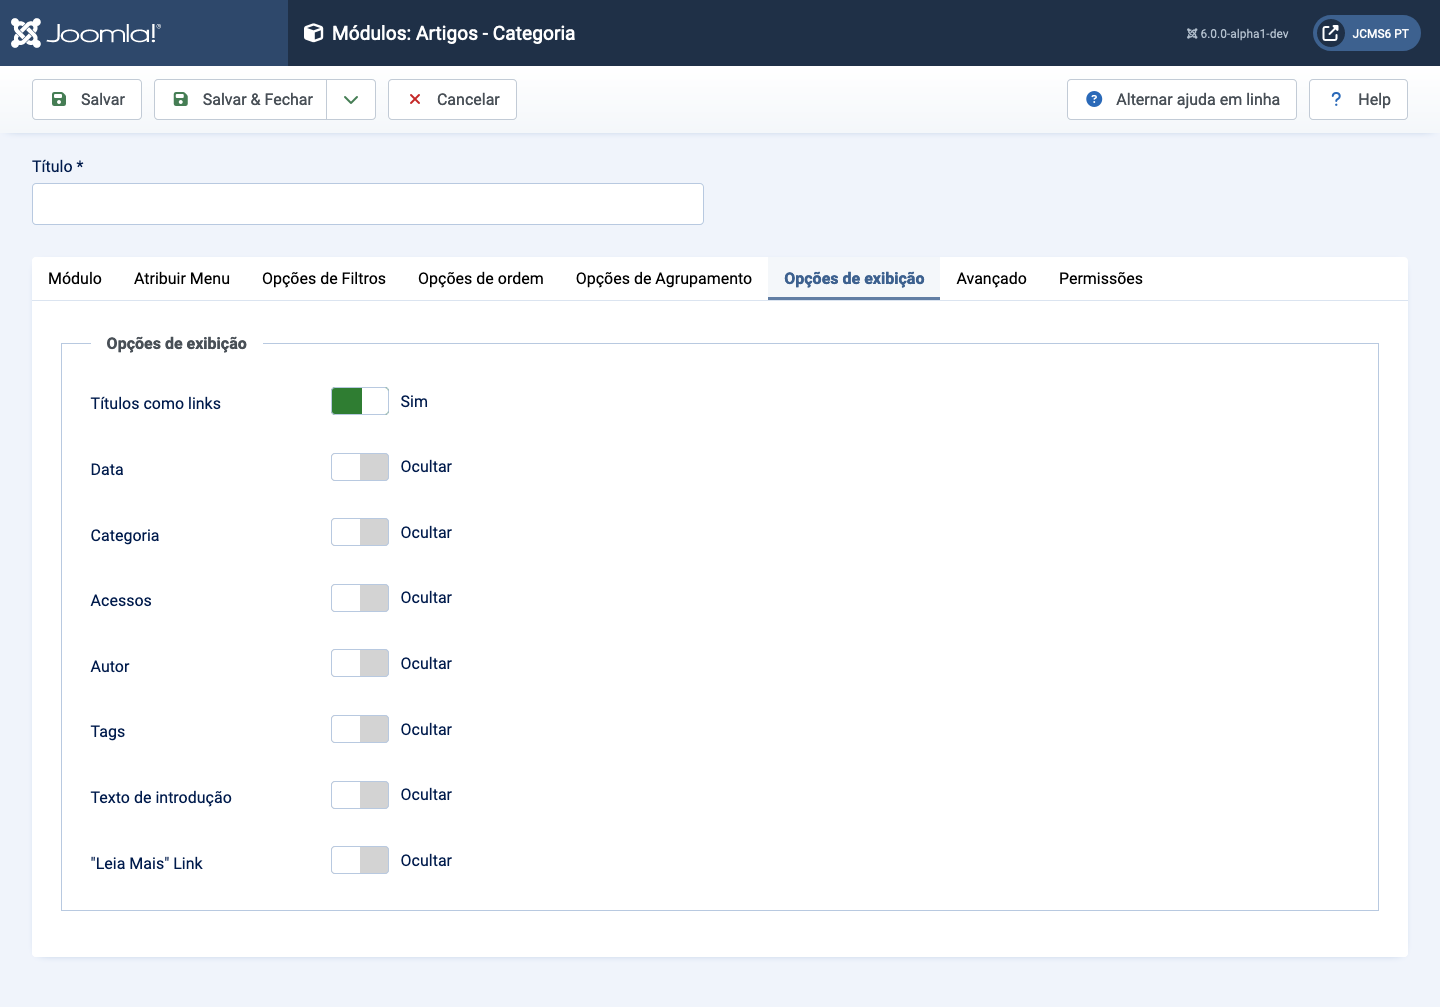 Joomla!®
Módulos: Artigos - Categoria
6.0.0-alpha1-dev
JCMS6 PT
Salvar
Salvar & Fechar
Cancelar
Alternar ajuda em linha
? Help
Título *
Módulo Atribuir Menu Opções de Filtros Opções de ordem Opções de Agrupamento Opções de exibição Avançado Permissões
Opções de exibição
Títulos como links Sim
Data Ocultar
Categoria Ocultar
Acessos Ocultar
Autor Ocultar
Tags Ocultar
Texto de introdução Ocultar
"Leia Mais" Link Ocultar